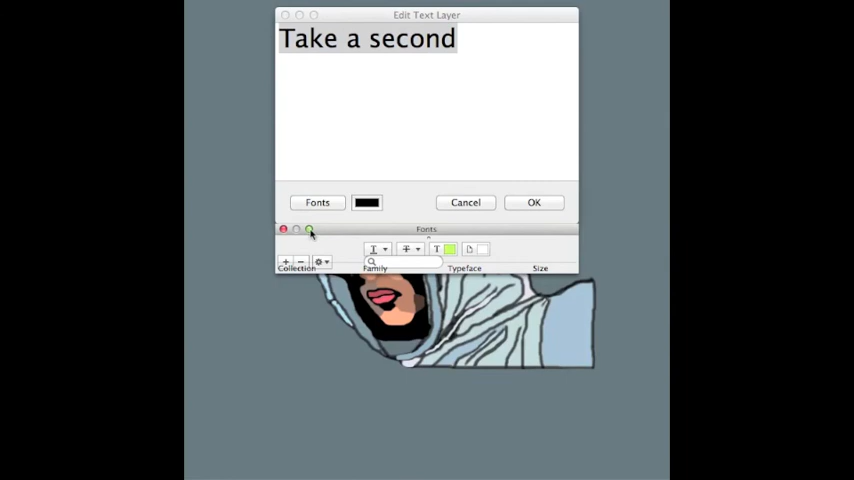 Edit Text Layer
Take a second
Fonts
Cancel
OK
Fonts
T
T
T
Collection
Family
Typeface
Size